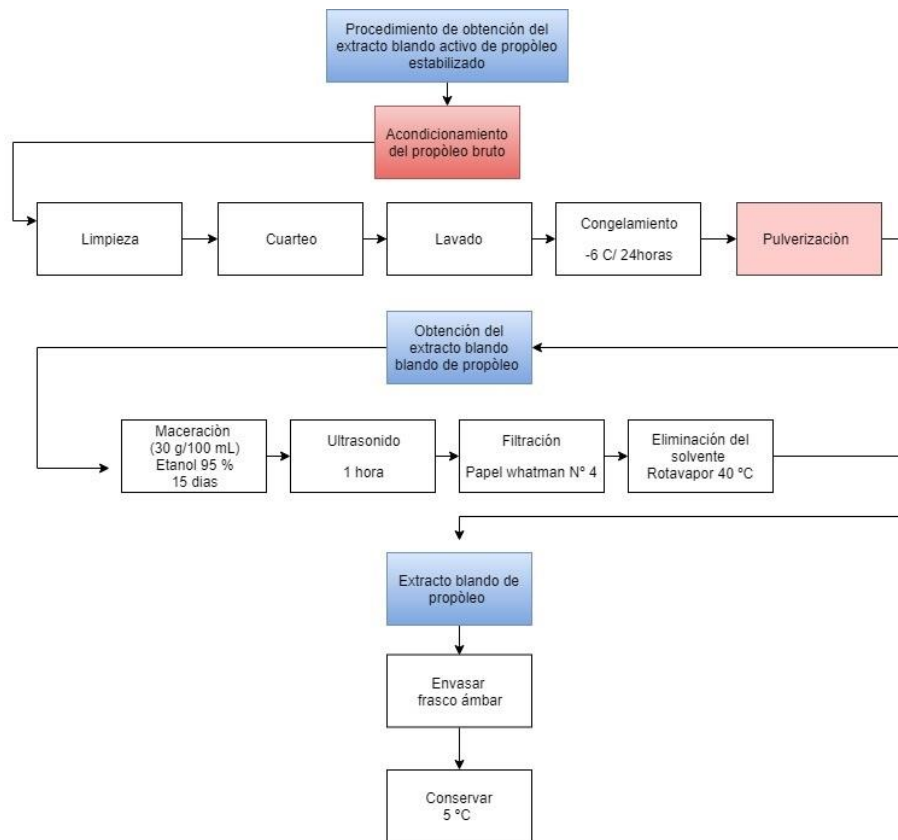 Procedimiento de obtención del
extracto blando activo de propòleo
estabilizado
Acondicionamiento
del propòleo bruto
Limpieza
Cuarteo
Lavado
Congelamiento
-6 C/ 24horas
Pulverizaciòn
Obtención del
extracto blando
blando de propòleo
Maceraciòn
(30 g/100 mL)
Etanol 95 %
15 dias
Ultrasonido
1 hora
Filtración
Papel whatman Nº 4
Eliminación del
solvente
Rotavapor 40 ºC
Extracto blando de
propòleo
Envasar
frasco ámbar
Conservar
5 ºC